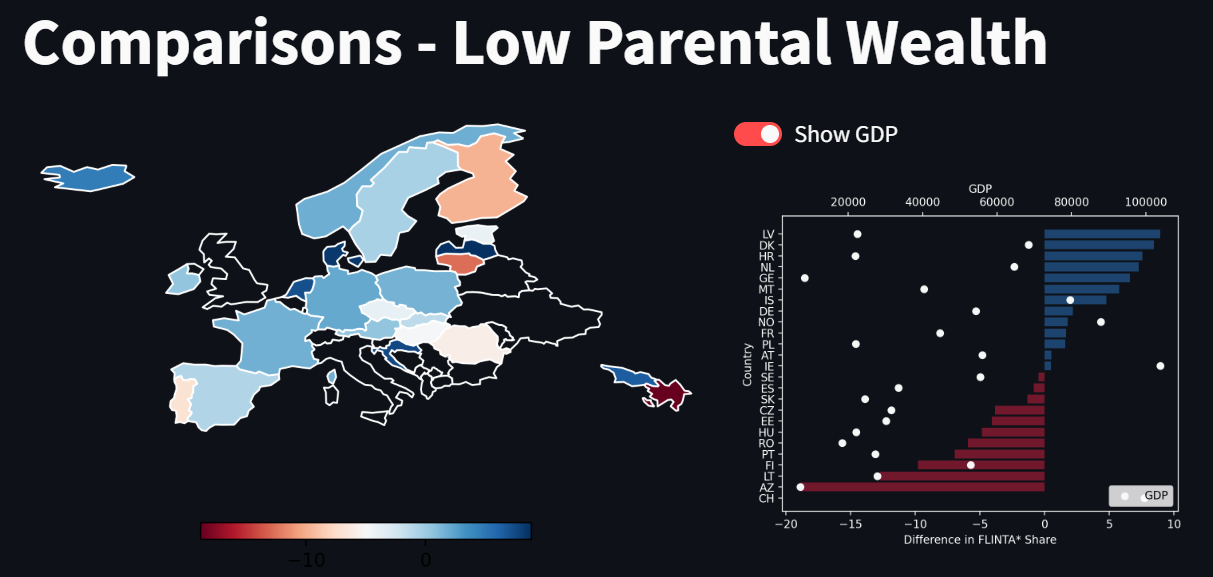 Comparisons - Low Parental Wealth
Show GDP
GDP
20000 40000 60000 80000 100000
Country
LV
DK
HR
NL
GE
MT
IS
DE
NO
FR
PL
AT
IE
SE
ES
SK
CZ
EE
HU
RO
PT
FI
LT
AZ
CH
GDP
−20 −15 −10 −5 0 5 10
Difference in FLINTA* Share
−10 0